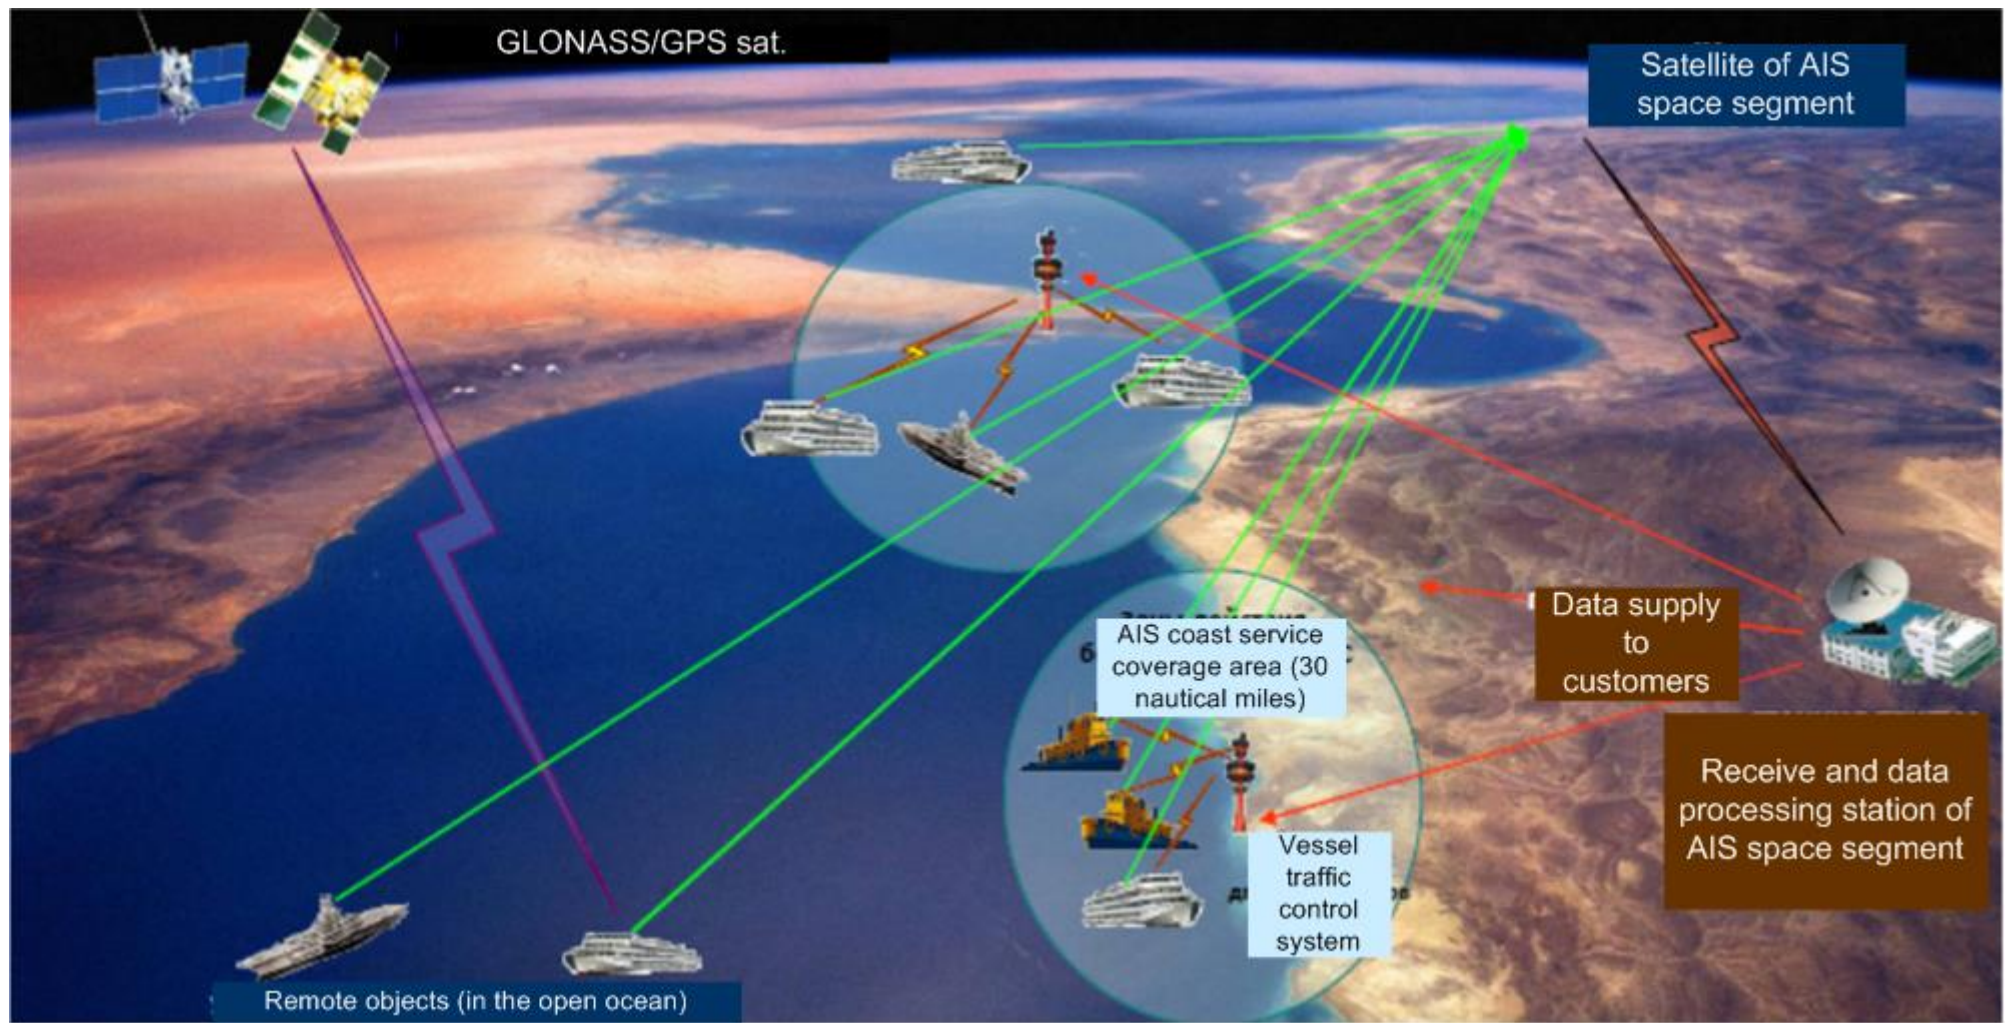 GLONASS/GPS sat.
Satellite of AIS
space segment
AIS coast service
coverage area (30
nautical miles)
Data supply
to
customers
Receive and data
processing station of
AIS space segment
Vessel
traffic
control
system
Remote objects (in the open ocean)